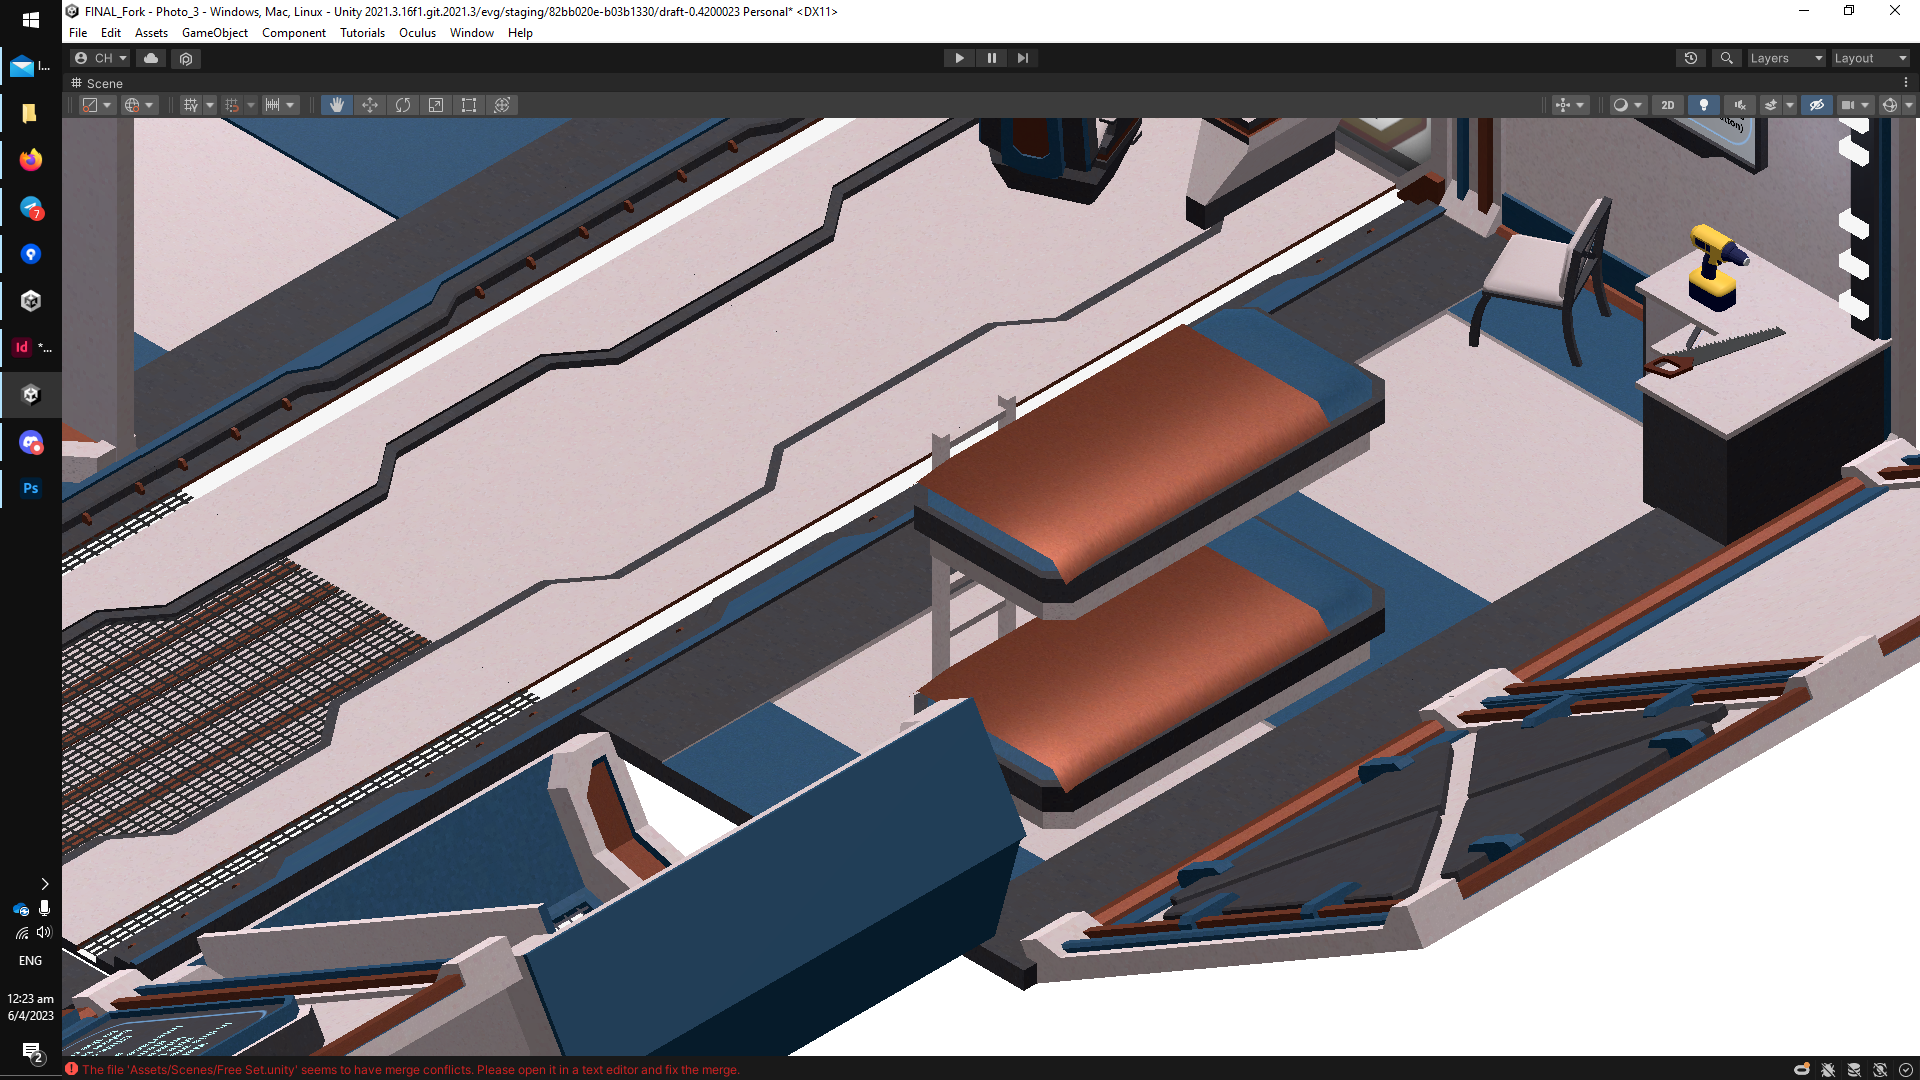 FINAL_Fork - Photo_3 - Windows, Mac, Linux - Unity 2021.3.16f1.git.2021.3/evg/staging/82bb020e-b03b1330/draft-0.4200023 Personal* <DX11>
File Edit Assets GameObject Component Tutorials Oculus Window Help
CH
Layers
Layout
Scene
2D
I...
7
Id
*...
Ps
ENG
12:23 am
6/4/2023
2
The file 'Assets/Scenes/Free Set.unity' seems to have merge conflicts. Please open it in a text editor and fix the merge.